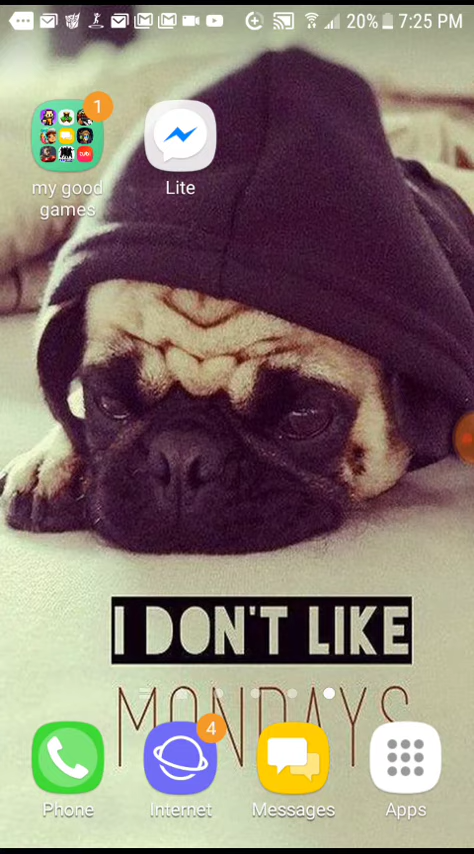 20% 7:25 PM
1
my good
games
Lite
I DON'T LIKE
MONDAYS
4
Phone
Internet
Messages
Apps